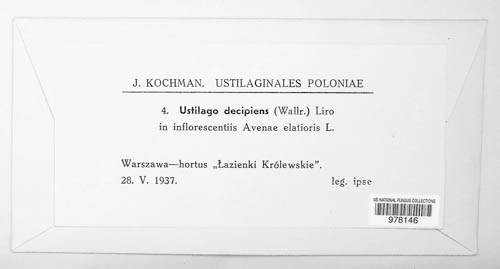 J. KOCHMAN. USTILAGINALES POLONIAE
4. Ustilago decipiens (Wallr.) Liro
in inflorescentiis Avenae elatioris L.
Warszawa—hortus „Łazienki Królewskie”.
28. V. 1937. leg. ipse
US NATIONAL FUNGUS COLLECTIONS
978146